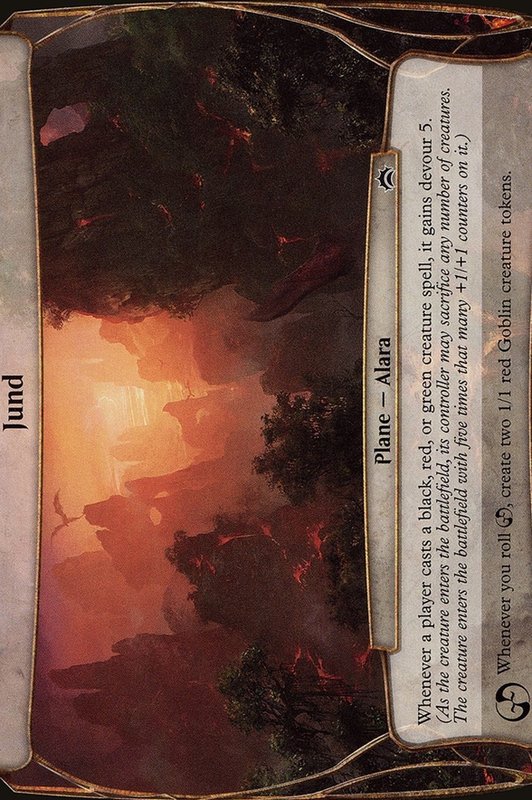 Jund
Plane — Alara
Whenever a player casts a black, red, or green creature spell, it gains devour 5.
(As the creature enters the battlefield, its controller may sacrifice any number of creatures.
The creature enters the battlefield with five times that many +1/+1 counters on it.)
Whenever you roll , create two 1/1 red Goblin creature tokens.